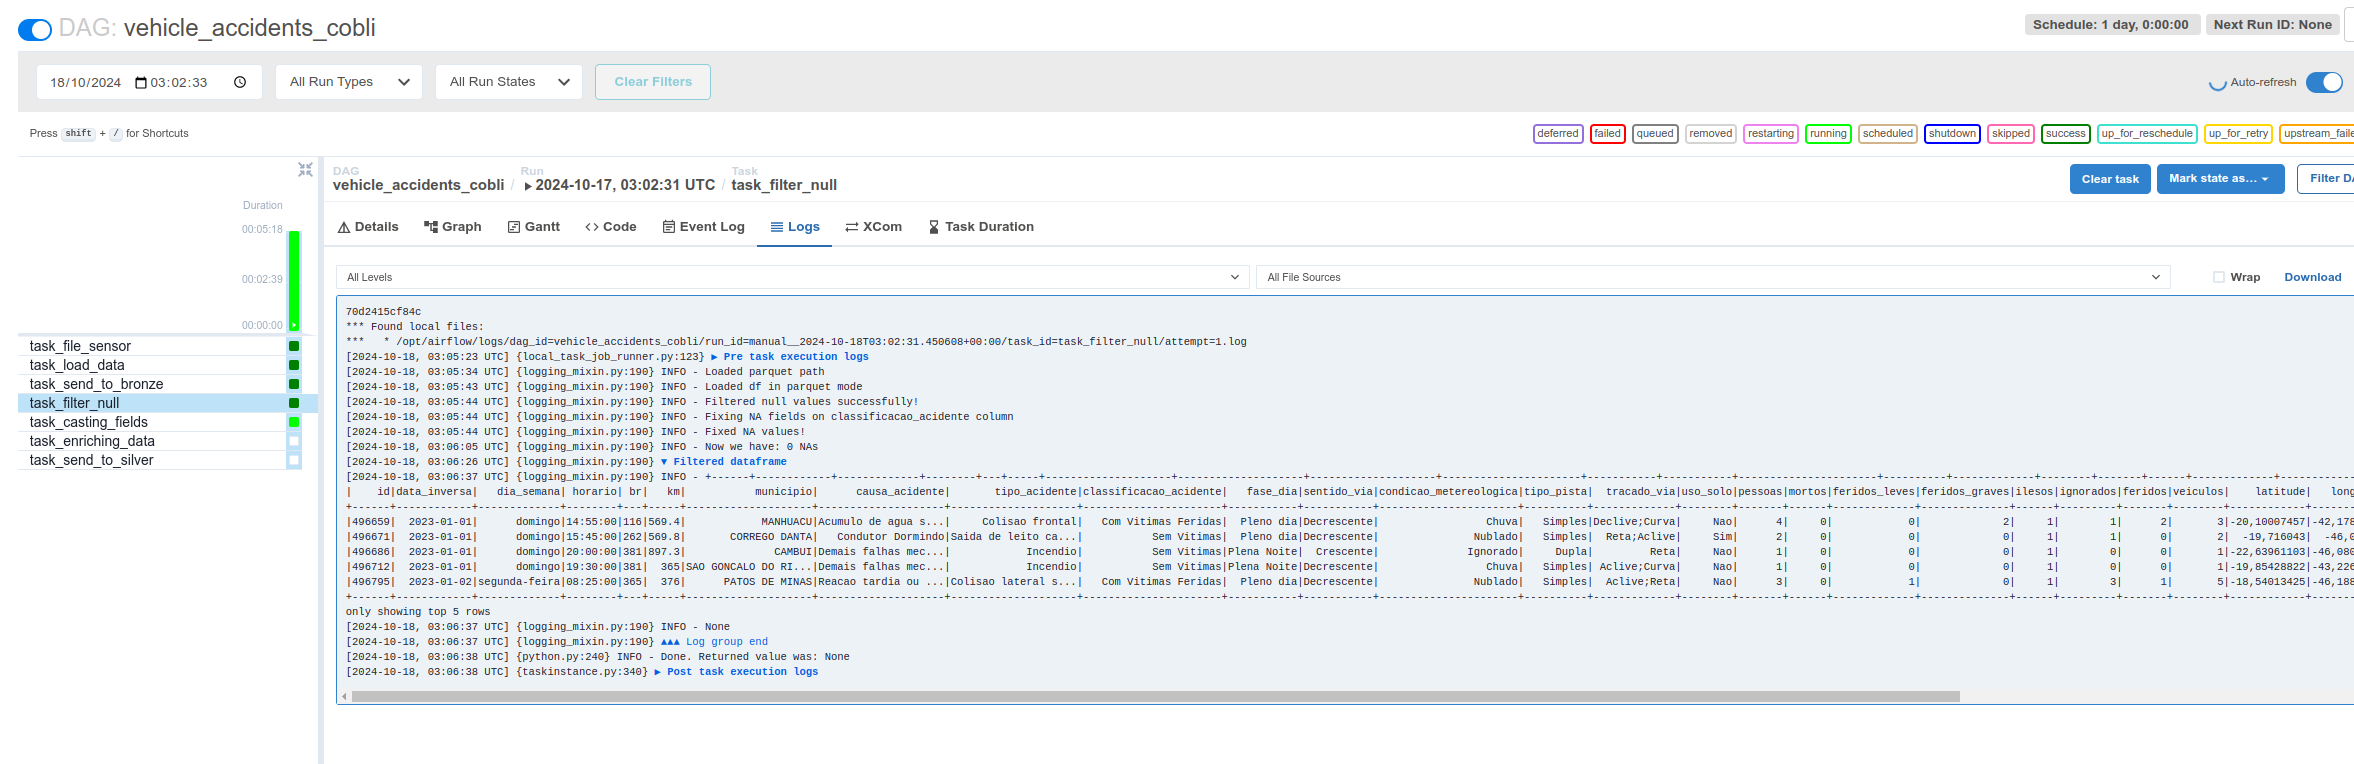 DAG: vehicle_accidents_cobli
Schedule: 1 day, 0:00:00 Next Run ID: None
18/10/2024 03:02:33 All Run Types All Run States Clear Filters Auto-refresh
Press shift + / for Shortcuts deferred failed queued removed restarting running scheduled shutdown skipped success up_for_reschedule up_for_retry upstream_faile
DAG Run Task
vehicle_accidents_cobli / ▶ 2024-10-17, 03:02:31 UTC / task_filter_null
Clear task Mark state as... Filter DA
Duration
00:05:18
00:02:39
00:00:00
task_file_sensor
task_load_data
task_send_to_bronze
task_filter_null
task_casting_fields
task_enriching_data
task_send_to_silver
Details Graph Gantt Code Event Log Logs XCom Task Duration
All Levels All File Sources Wrap Download
70d2415cf84c
*** Found local files:
***   * /opt/airflow/logs/dag_id=vehicle_accidents_cobli/run_id=manual__2024-10-18T03:02:31.450608+00:00/task_id=task_filter_null/attempt=1.log
[2024-10-18, 03:05:23 UTC] {local_task_job_runner.py:123} ▶ Pre task execution logs
[2024-10-18, 03:05:34 UTC] {logging_mixin.py:190} INFO - Loaded parquet path
[2024-10-18, 03:05:43 UTC] {logging_mixin.py:190} INFO - Loaded df in parquet mode
[2024-10-18, 03:05:44 UTC] {logging_mixin.py:190} INFO - Filtered null values successfully!
[2024-10-18, 03:05:44 UTC] {logging_mixin.py:190} INFO - Fixing NA fields on classificacao_acidente column
[2024-10-18, 03:05:44 UTC] {logging_mixin.py:190} INFO - Fixed NA values!
[2024-10-18, 03:06:05 UTC] {logging_mixin.py:190} INFO - Now we have: 0 NAs
[2024-10-18, 03:06:26 UTC] {logging_mixin.py:190} ▼ Filtered dataframe
[2024-10-18, 03:06:37 UTC] {logging_mixin.py:190} INFO - +------+------------+-------------+--------+---+-----+--------------------+--------------------+--------------------+----------------------+-----------+-----------+----------------------+----------+-------------+--------+-------+------+-------------+--------------+------+---------+-------+--------+------------+------
|    id|data_inversa|   dia_semana| horario| br|   km|           municipio|      causa_acidente|       tipo_acidente|classificacao_acidente|   fase_dia|sentido_via|condicao_metereologica|tipo_pista|  tracado_via|uso_solo|pessoas|mortos|feridos_leves|feridos_graves|ilesos|ignorados|feridos|veiculos|    latitude|   long
+------+------------+-------------+--------+---+-----+--------------------+--------------------+--------------------+----------------------+-----------+-----------+----------------------+----------+-------------+--------+-------+------+-------------+--------------+------+---------+-------+--------+------------+------
|496659|  2023-01-01|      domingo|14:55:00|116|569.4|            MANHUACU|Acumulo de agua s...|     Colisao frontal|   Com Vitimas Feridas|  Pleno dia|Decrescente|                 Chuva|   Simples|Declive;Curva|     Nao|      4|     0|            0|             2|     1|        1|      2|       3|-20,10007457|-42,178
|496671|  2023-01-01|      domingo|15:45:00|262|569.8|       CORREGO DANTA|   Condutor Dormindo|Saida de leito ca...|           Sem Vitimas|  Pleno dia|Decrescente|               Nublado|   Simples|  Reta;Aclive|     Sim|      2|     0|            0|             0|     1|        1|      0|       2|  -19,716043|  -46,0
|496686|  2023-01-01|      domingo|20:00:00|381|897.3|              CAMBUI|Demais falhas mec...|            Incendio|           Sem Vitimas|Plena Noite|  Crescente|              Ignorado|     Dupla|         Reta|     Nao|      1|     0|            0|             0|     1|        0|      0|       1|-22,63961103|-46,080
|496712|  2023-01-01|      domingo|19:30:00|381|  365|SAO GONCALO DO RI...|Demais falhas mec...|            Incendio|           Sem Vitimas|Plena Noite|Decrescente|                 Chuva|   Simples| Aclive;Curva|     Nao|      1|     0|            0|             0|     1|        0|      0|       1|-19,85428822|-43,226
|496795|  2023-01-02|segunda-feira|08:25:00|365|  376|      PATOS DE MINAS|Reacao tardia ou ...|Colisao lateral s...|   Com Vitimas Feridas|  Pleno dia|Decrescente|               Nublado|   Simples|  Aclive;Reta|     Nao|      3|     0|            1|             0|     1|        3|      1|       5|-18,54013425|-46,188
+------+------------+-------------+--------+---+-----+--------------------+--------------------+--------------------+----------------------+-----------+-----------+----------------------+----------+-------------+--------+-------+------+-------------+--------------+------+---------+-------+--------+------------+------
only showing top 5 rows
[2024-10-18, 03:06:37 UTC] {logging_mixin.py:190} INFO - None
[2024-10-18, 03:06:37 UTC] {logging_mixin.py:190} ▲▲▲ Log group end
[2024-10-18, 03:06:38 UTC] {python.py:240} INFO - Done. Returned value was: None
[2024-10-18, 03:06:38 UTC] {taskinstance.py:340} ▶ Post task execution logs